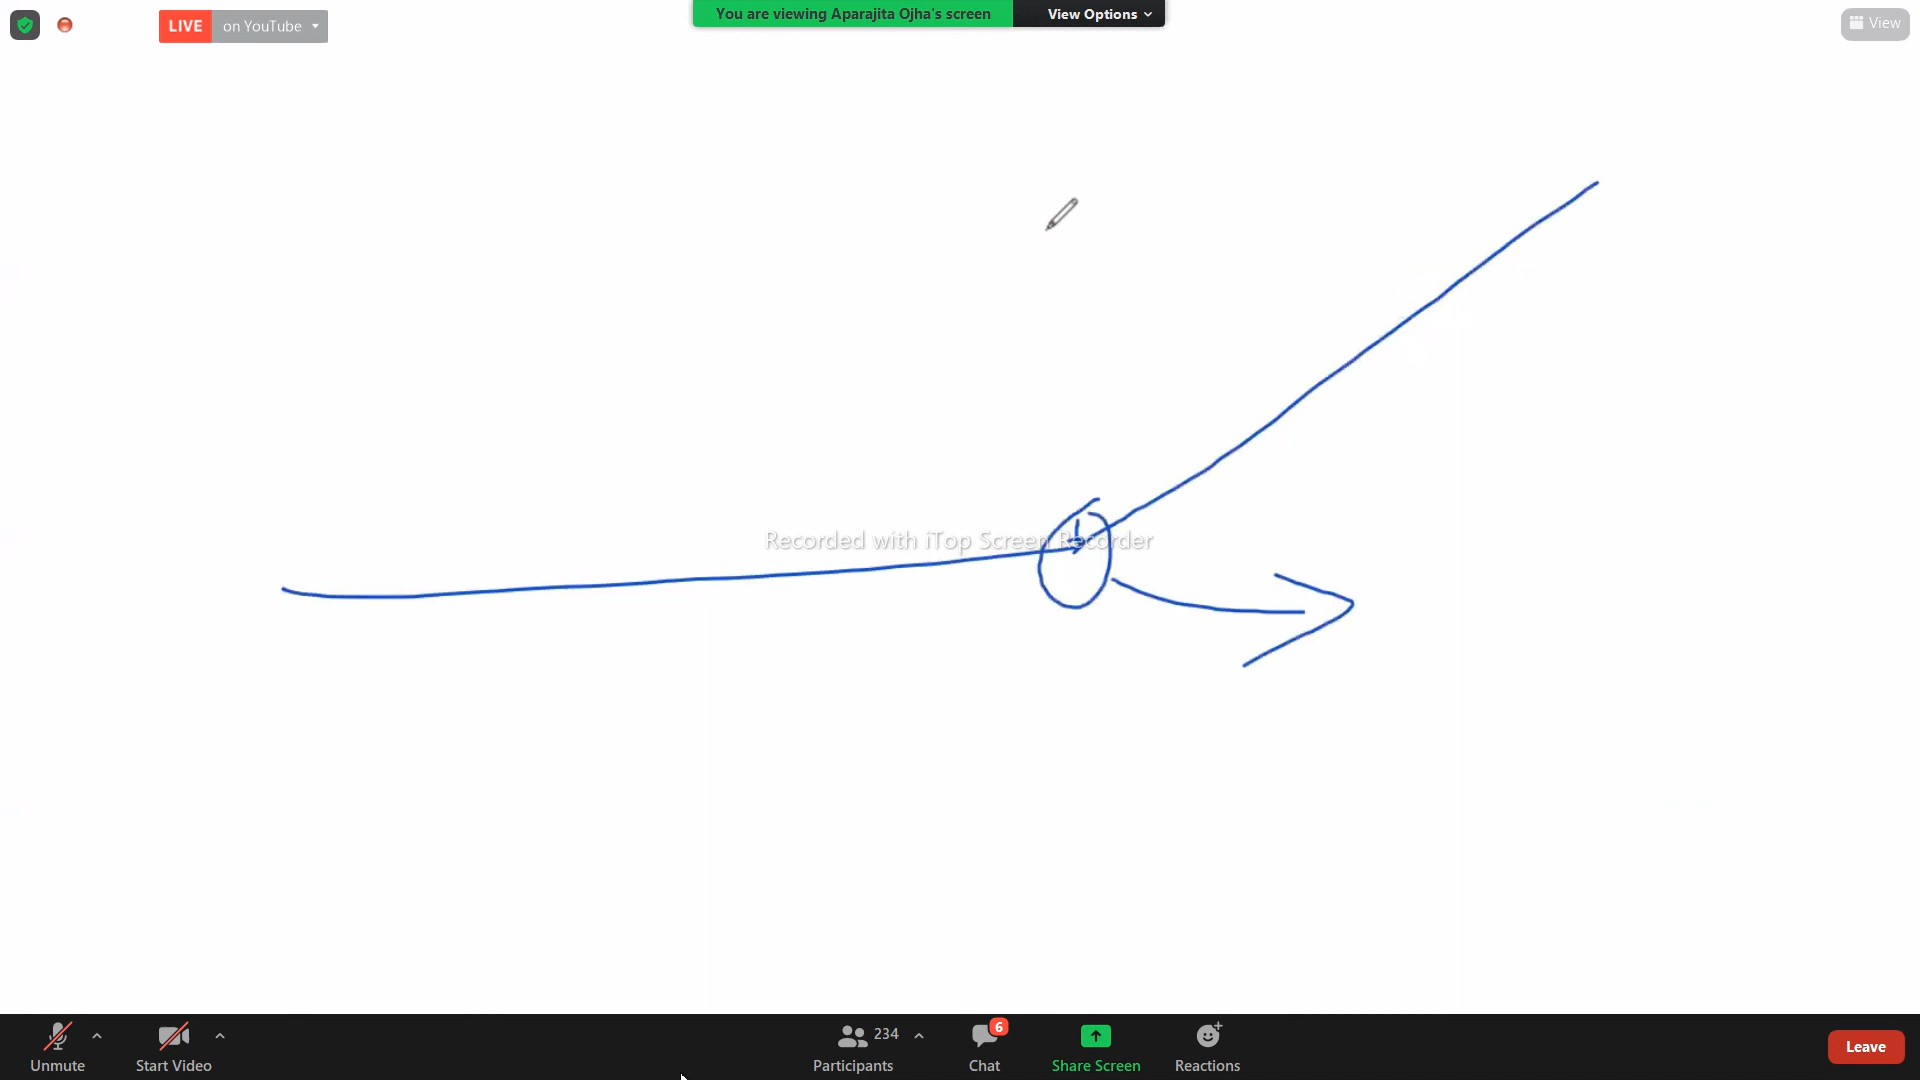 LIVE on YouTube
You are viewing Aparajita Ojha's screen
View Options
View
Recorded with iTop Screen Recorder
Unmute
Start Video
234
Participants
6
Chat
Share Screen
Reactions
Leave